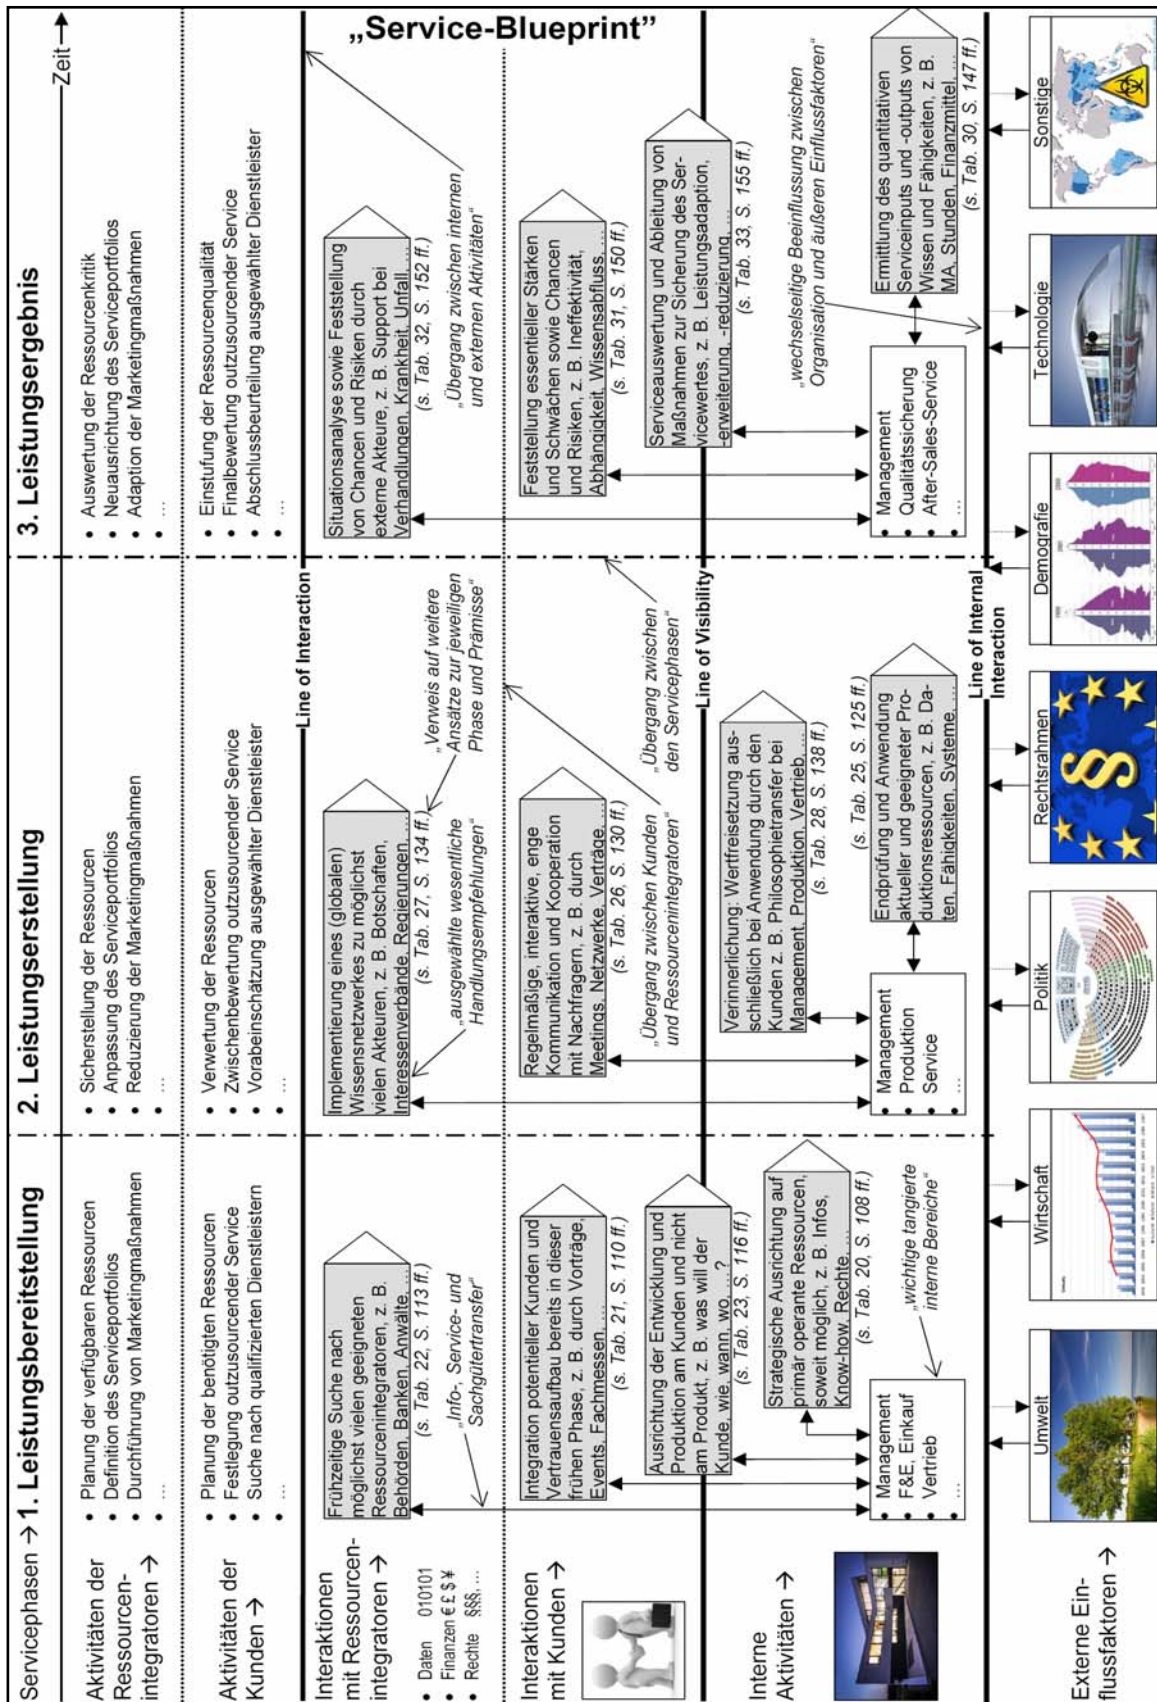 „Service-Blueprint”
Servicephasen → 1. Leistungsbereitstellung
2. Leistungserstellung
3. Leistungsergebnis
Zeit
Aktivitäten der
Ressourcen-
integratoren →
• Planung der verfügbaren Ressourcen
• Definition des Serviceportfolios
• Durchführung von Marketingmaßnahmen
• …
• Sicherstellung der Ressourcen
• Anpassung des Serviceportfolios
• Reduzierung der Marketingmaßnahmen
• …
• Auswertung der Ressourcenkritik
• Neuausrichtung des Serviceportfolios
• Adaption der Marketingmaßnahmen
• …
Aktivitäten der
Kunden →
• Planung der benötigten Ressourcen
• Festlegung outzusourcender Service
• Suche nach qualifizierten Dienstleistern
• …
• Verwertung der Ressourcen
• Zwischenbewertung outzusourcender Service
• Vorabeinschätzung ausgewählter Dienstleister
• …
• Einstufung der Ressourcenqualität
• Finalbewertung outzusourcender Service
• Abschlussbeurteilung ausgewählter Dienstleister
• …
Line of Interaction
Interaktionen
mit Ressourcen-
integratoren →
• Daten 010101
• Finanzen € £ $ ¥
• Rechte §§§, …
Frühzeitige Suche nach
möglichst vielen geeigneten
Ressourcenintegratoren, z. B.
Behörden, Banken, Anwälte, …
(s. Tab. 22, S. 113 ff.)
„Info-, Service- und
Sachgütertransfer“
Implementierung eines (globalen)
Wissensnetzwerkes zu möglichst
vielen Akteuren, z. B. Botschaften,
Interessenverbände, Regierungen, …
(s. Tab. 27, S. 134 ff.)
„Verweis auf weitere
Ansätze zur jeweiligen
Phase und Prämisse“
„ausgewählte wesentliche
Handlungsempfehlungen“
Situationsanalyse sowie Feststellung
von Chancen und Risiken durch
externe Akteure, z. B. Support bei
Verhandlungen, Krankheit, Unfall, …
(s. Tab. 32, S. 152 ff.)
„Übergang zwischen internen
und externen Aktivitäten“
Interaktionen
mit Kunden →
Integration potentieller Kunden und
Vertrauensaufbau bereits in dieser
frühen Phase, z. B. durch Vorträge,
Events, Fachmessen, …
(s. Tab. 21, S. 110 ff.)
Regelmäßige, interaktive, enge
Kommunikation und Kooperation
mit Nachfragern, z. B. durch
Meetings, Netzwerke, Verträge, …
(s. Tab. 26, S. 130 ff.)
„Übergang zwischen Kunden
und Ressourcenintegratoren“
„Übergang zwischen
den Servicephasen“
Feststellung essentieller Stärken
und Schwächen sowie Chancen
und Risiken, z. B. Ineffektivität,
Abhängigkeit, Wissensabfluss, …
(s. Tab. 31, S. 150 ff.)
Ausrichtung der Entwicklung und
Produktion am Kunden und nicht
am Produkt, z. B. was will der
Kunde, wie, wann, wo, …?
(s. Tab. 23, S. 116 ff.)
Line of Visibility
Serviceauswertung und Ableitung von
Maßnahmen zur Sicherung des Ser-
vicewertes, z. B. Leistungsadaption,
-erweiterung, -reduzierung, …
(s. Tab. 33, S. 155 ff.)
Interne
Aktivitäten →
Strategische Ausrichtung auf
primär operante Ressourcen,
soweit möglich, z. B. Infos,
Know-how, Rechte, …
(s. Tab. 20, S. 108 ff.)
„wichtige tangierte
interne Bereiche“
• Management
• F&E, Einkauf
• Vertrieb
• …
Verinnerlichung: Wertfreisetzung aus-
schließlich bei Anwendung durch den
Kunden z. B. Philosophietransfer bei
Management, Produktion, Vertrieb, …
(s. Tab. 28, S. 138 ff.)
(s. Tab. 25, S. 125 ff.)
Endprüfung und Anwendung
aktueller und geeigneter Pro-
duktionsressourcen, z. B. Da-
ten, Fähigkeiten, Systeme, …
• Management
• Produktion
• Service
• …
„wechselseitige Beeinflussung zwischen
Organisation und äußeren Einflussfaktoren“
• Management
• Qualitätssicherung
• After-Sales-Service
• …
Ermittlung des quantitativen
Serviceinputs und -outputs von
Wissen und Fähigkeiten, z. B.
MA, Stunden, Finanzmittel, …
(s. Tab. 30, S. 147 ff.)
Line of Internal
Interaction
Externe Ein-
flussfaktoren →
Umwelt
Wirtschaft
Politik
Rechtsrahmen
§
Demografie
Technologie
Sonstige